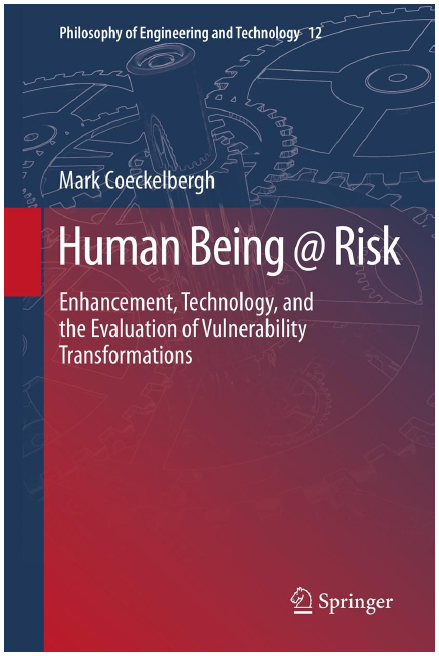 Philosophy of Engineering and Technology 12
Mark Coeckelbergh
Human Being @ Risk
Enhancement, Technology, and
the Evaluation of Vulnerability
Transformations
Springer